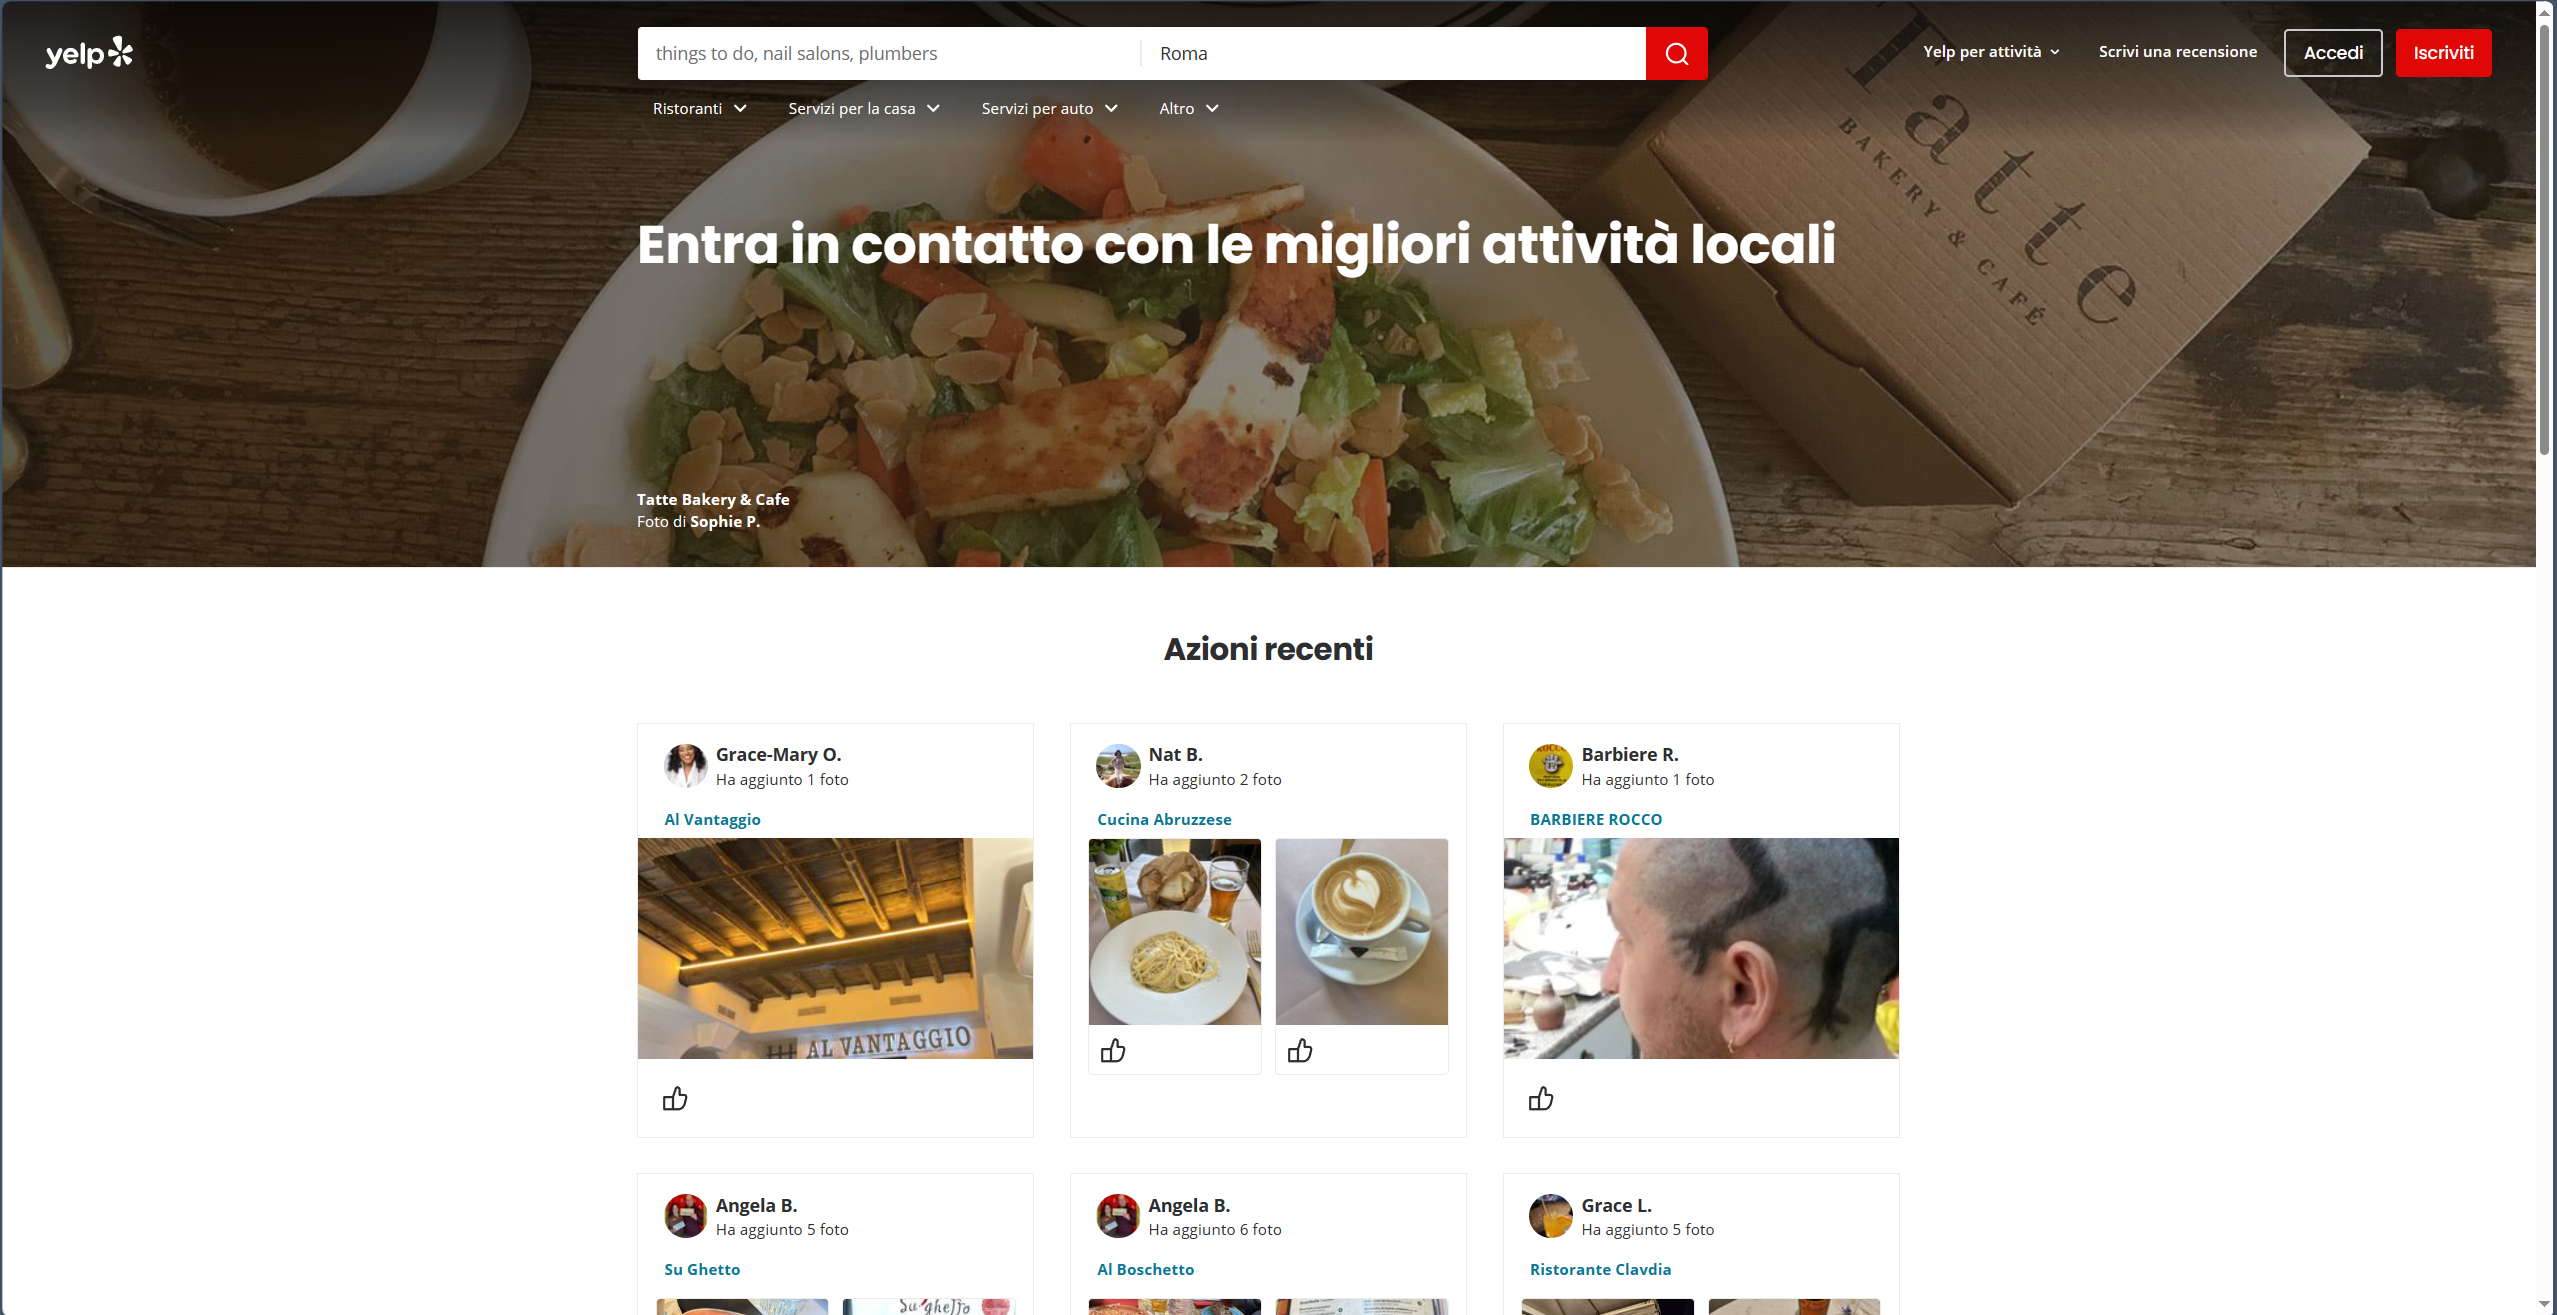 yelp
things to do, nail salons, plumbers
Roma
Yelp per attività
Scrivi una recensione
Accedi
Iscriviti
Ristoranti
Servizi per la casa
Servizi per auto
Altro
Tatte
BAKERY & CAFÉ
Entra in contatto con le migliori attività locali
Tatte Bakery & Cafe
Foto di Sophie P.
Azioni recenti
Grace-Mary O.
Ha aggiunto 1 foto
Al Vantaggio
AL VANTAGGIO
Nat B.
Ha aggiunto 2 foto
Cucina Abruzzese
Barbiere R.
Ha aggiunto 1 foto
BARBIERE ROCCO
Angela B.
Ha aggiunto 5 foto
Su Ghetto
Su'ghetto
Angela B.
Ha aggiunto 6 foto
Al Boschetto
Grace L.
Ha aggiunto 5 foto
Ristorante Clavdia